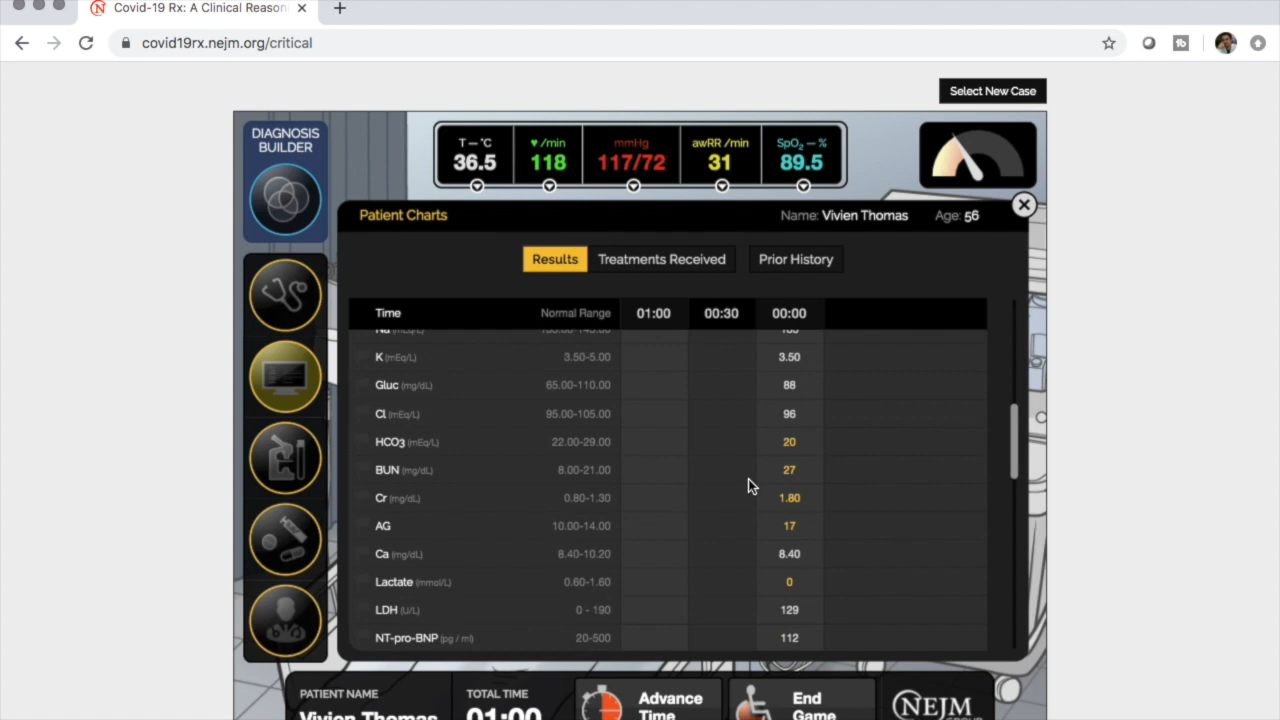 Covid-19 Rx: A Clinical Reason
covid19rx.nejm.org/critical
Select New Case
DIAGNOSIS
BUILDER
T — °C
36.5
♥ /min
118
mmHg
117/72
awRR /min
31
SpO₂ — %
89.5
Patient Charts
Name: Vivien Thomas Age: 56
Results Treatments Received Prior History
Time Normal Range 01:00 00:30 00:00
K (mEq/L) 3.50-5.00 3.50
Gluc (mg/dL) 65.00-110.00 88
Cl (mEq/L) 95.00-105.00 96
HCO3 (mEq/L) 22.00-29.00 20
BUN (mg/dL) 8.00-21.00 27
Cr (mg/dL) 0.80-1.30 1.80
AG 10.00-14.00 17
Ca (mg/dL) 8.40-10.20 8.40
Lactate (mmol/L) 0.60-1.60 0
LDH (U/L) 0 - 190 129
NT-pro-BNP (pg / ml) 20-500 112
PATIENT NAME
Vivien Thomas
TOTAL TIME
01:00
Advance
Time
End
Game
NEJM